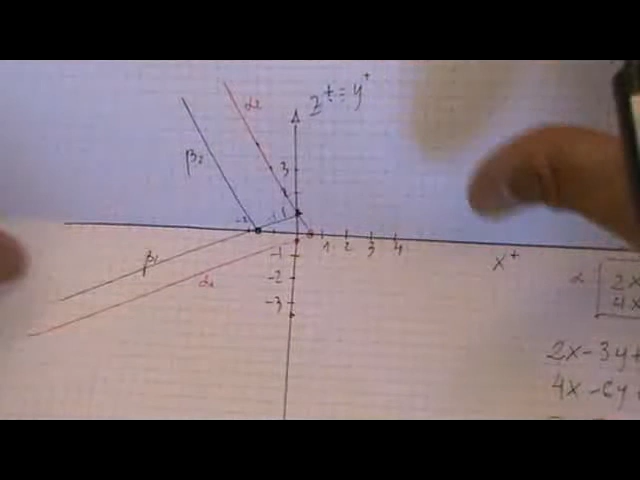 z⁺=y⁺
α₂
β₂
3
2
1
-2
-1
1 2 3 4
x⁺
β₁
α₁
-1
-2
-3
α 2x
4x
2x-3y+
4x-6y